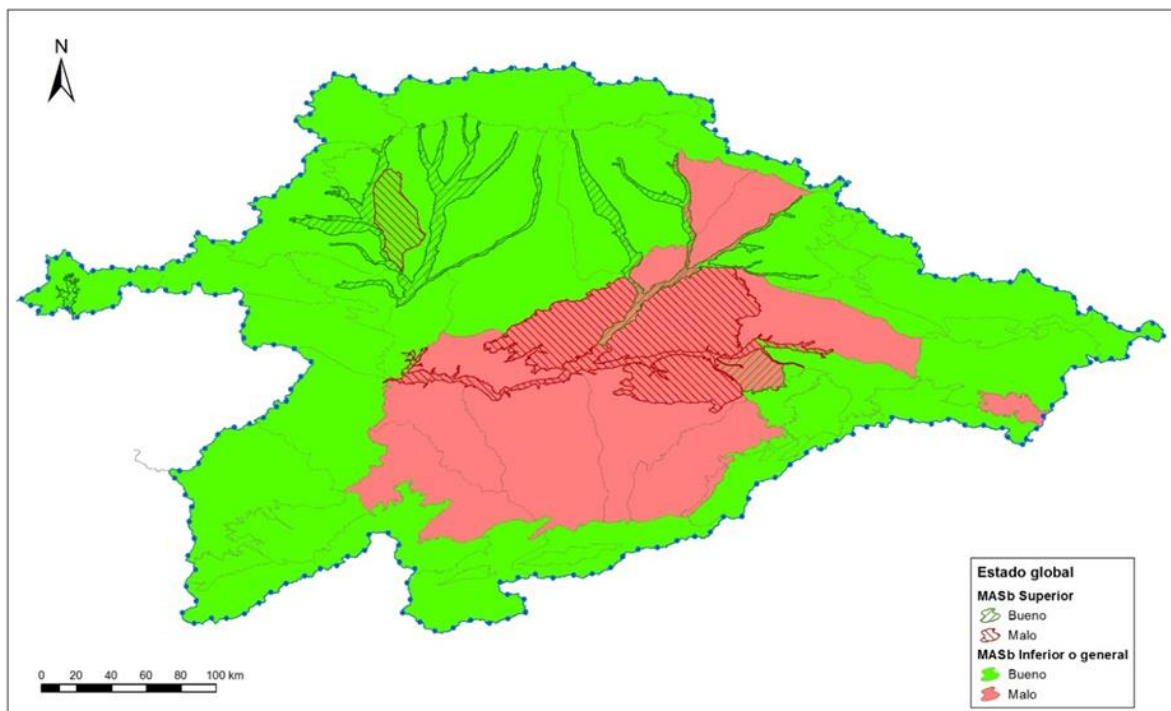 N
Estado global
MASb Superior
Bueno
Malo
MASb Inferior o general
Bueno
Malo
0 20 40 60 80 100 km